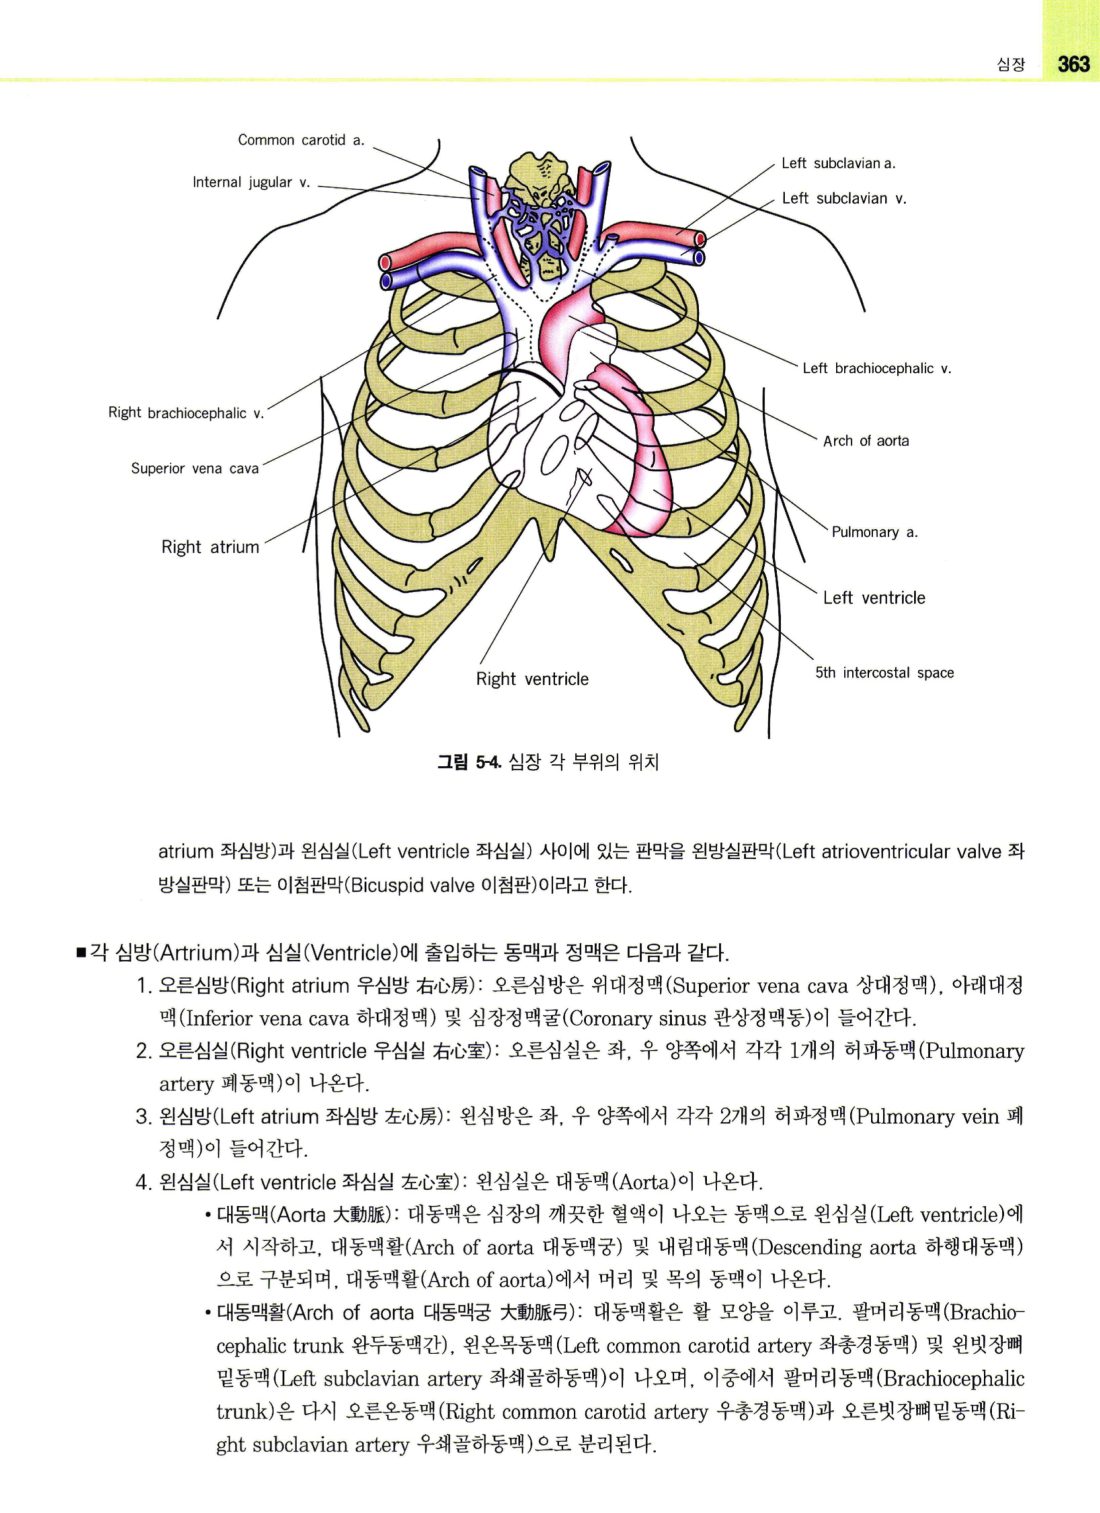 심장 363
Common carotid a.
Internal jugular v.
Left subclavian a.
Left subclavian v.
Left brachiocephalic v.
Right brachiocephalic v.
Arch of aorta
Superior vena cava
Pulmonary a.
Right atrium
Left ventricle
5th intercostal space
Right ventricle
그림 5-4. 심장 각 부위의 위치
atrium 좌심방)과 왼심실(Left ventricle 좌심실) 사이에 있는 판막을 왼방실판막(Left atrioventricular valve 좌
방실판막) 또는 이첨판막(Bicuspid valve 이첨판)이라고 한다.
■각 심방(Artrium)과 심실(Ventricle)에 출입하는 동맥과 정맥은 다음과 같다.
1. 오른심방(Right atrium 우심방 右心房): 오른심방은 위대정맥(Superior vena cava 상대정맥), 아래대정
맥(Inferior vena cava 하대정맥) 및 심장정맥굴(Coronary sinus 관상정맥동)이 들어간다.
2. 오른심실(Right ventricle 우심실 右心室): 오른심실은 좌, 우 양쪽에서 각각 1개의 허파동맥(Pulmonary
artery 폐동맥)이 나온다.
3. 왼심방(Left atrium 좌심방 左心房): 왼심방은 좌, 우 양쪽에서 각각 2개의 허파정맥(Pulmonary vein 폐
정맥)이 들어간다.
4. 왼심실(Left ventricle 좌심실 左心室): 왼심실은 대동맥(Aorta)이 나온다.
• 대동맥(Aorta 大動脈): 대동맥은 심장의 깨끗한 혈액이 나오는 동맥으로 왼심실(Left ventricle)에
서 시작하고, 대동맥활(Arch of aorta 대동맥궁) 및 내림대동맥(Descending aorta 하행대동맥)
으로 구분되며, 대동맥활(Arch of aorta)에서 머리 및 목의 동맥이 나온다.
• 대동맥활(Arch of aorta 대동맥궁 大動脈弓): 대동맥활은 활 모양을 이루고. 팔머리동맥(Brachio-
cephalic trunk 완두동맥간), 왼온목동맥(Left common carotid artery 좌총경동맥) 및 왼빗장뼈
밑동맥(Left subclavian artery 좌쇄골하동맥)이 나오며, 이중에서 팔머리동맥(Brachiocephalic
trunk)은 다시 오른온동맥(Right common carotid artery 우총경동맥)과 오른빗장뼈밑동맥(Ri-
ght subclavian artery 우쇄골하동맥)으로 분리된다.